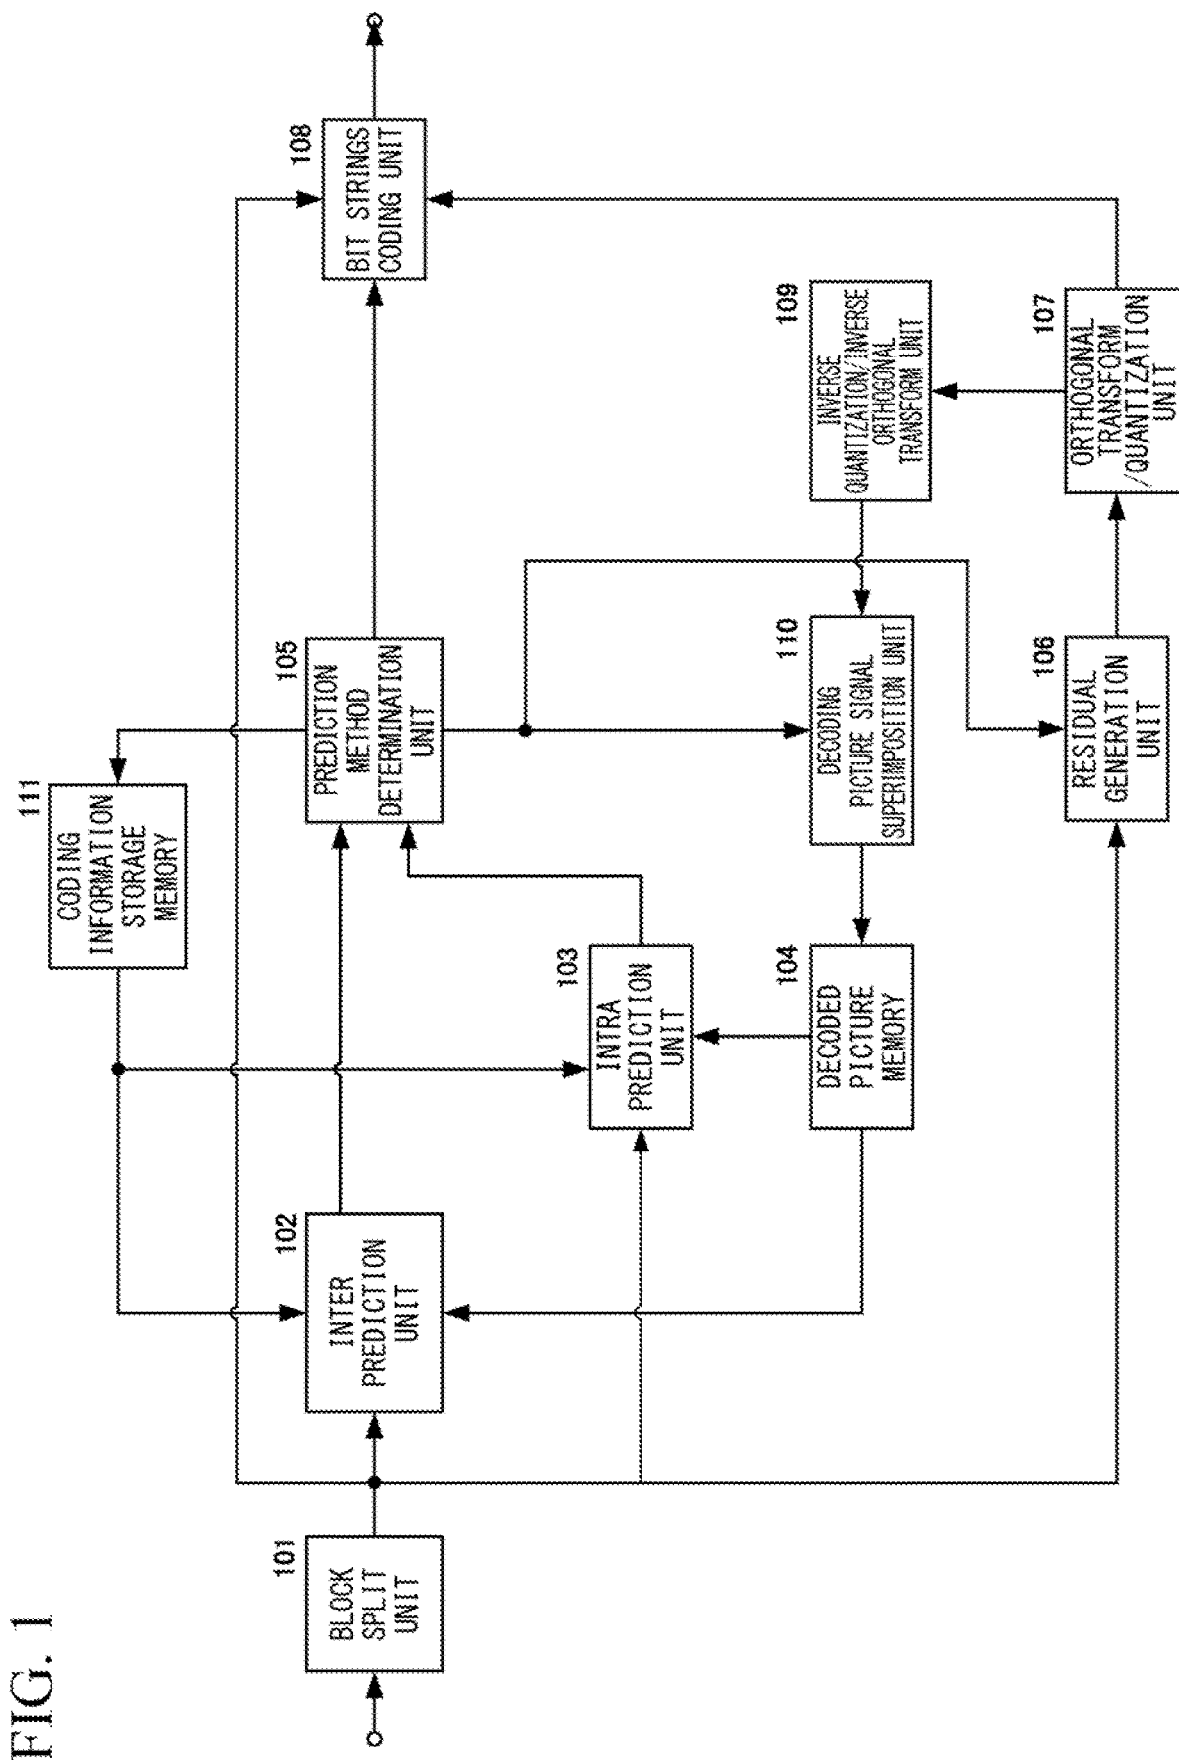 FIG. 1
101
BLOCK
SPLIT
UNIT
102
INTER
PREDICTION
UNIT
111
CODING
INFORMATION
STORAGE
MEMORY
105
PREDICTION
METHOD
DETERMINATION
UNIT
108
BIT STRINGS
CODING UNIT
103
INTRA
PREDICTION
UNIT
104
DECODED
PICTURE
MEMORY
110
DECODING
PICTURE SIGNAL
SUPERIMPOSITION UNIT
109
INVERSE
QUANTIZATION/INVERSE
ORTHOGONAL
TRANSFORM UNIT
106
RESIDUAL
GENERATION
UNIT
107
ORTHOGONAL
TRANSFORM
/QUANTIZATION
UNIT